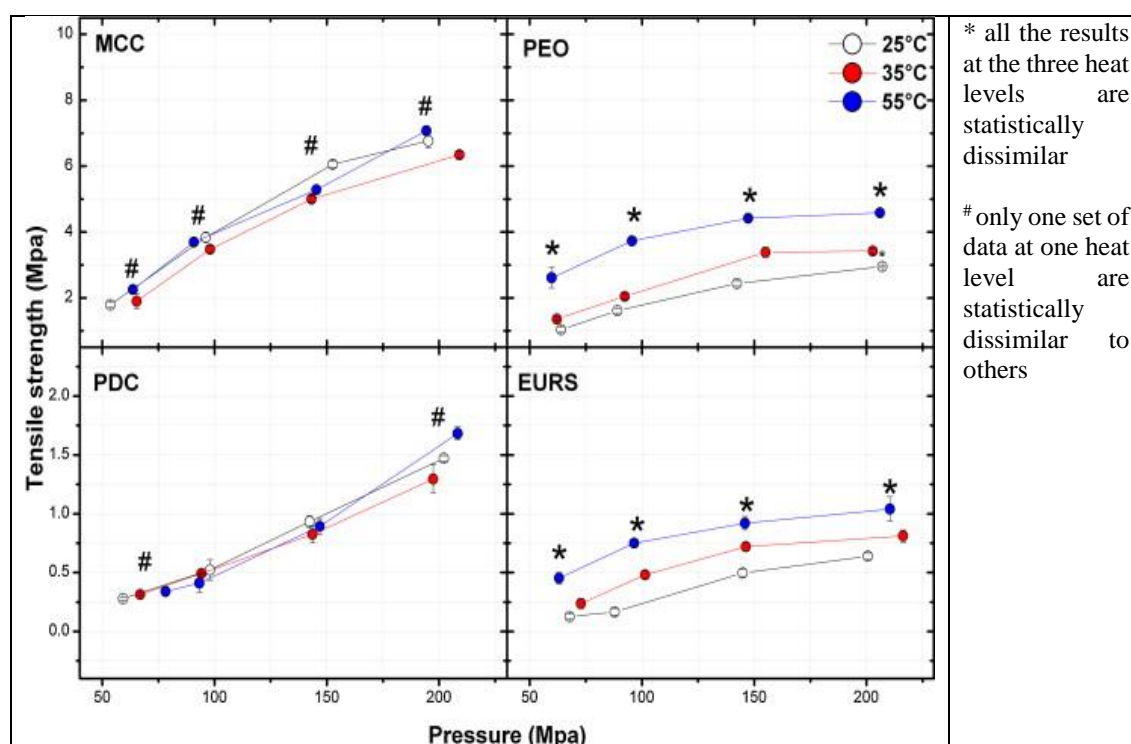 MCC
PEO
25°C
35°C
55°C
10
8
6
4
2
# # # #
* * * *
*
PDC
EURS
2.0
1.5
1.0
0.5
0.0
# #
* * * *
50 100 150 200
50 100 150 200
Tensile strength (Mpa)
Pressure (Mpa)
* all the results
at the three heat
levels are
statistically
dissimilar
# only one set of
data at one heat
level are
statistically
dissimilar to
others